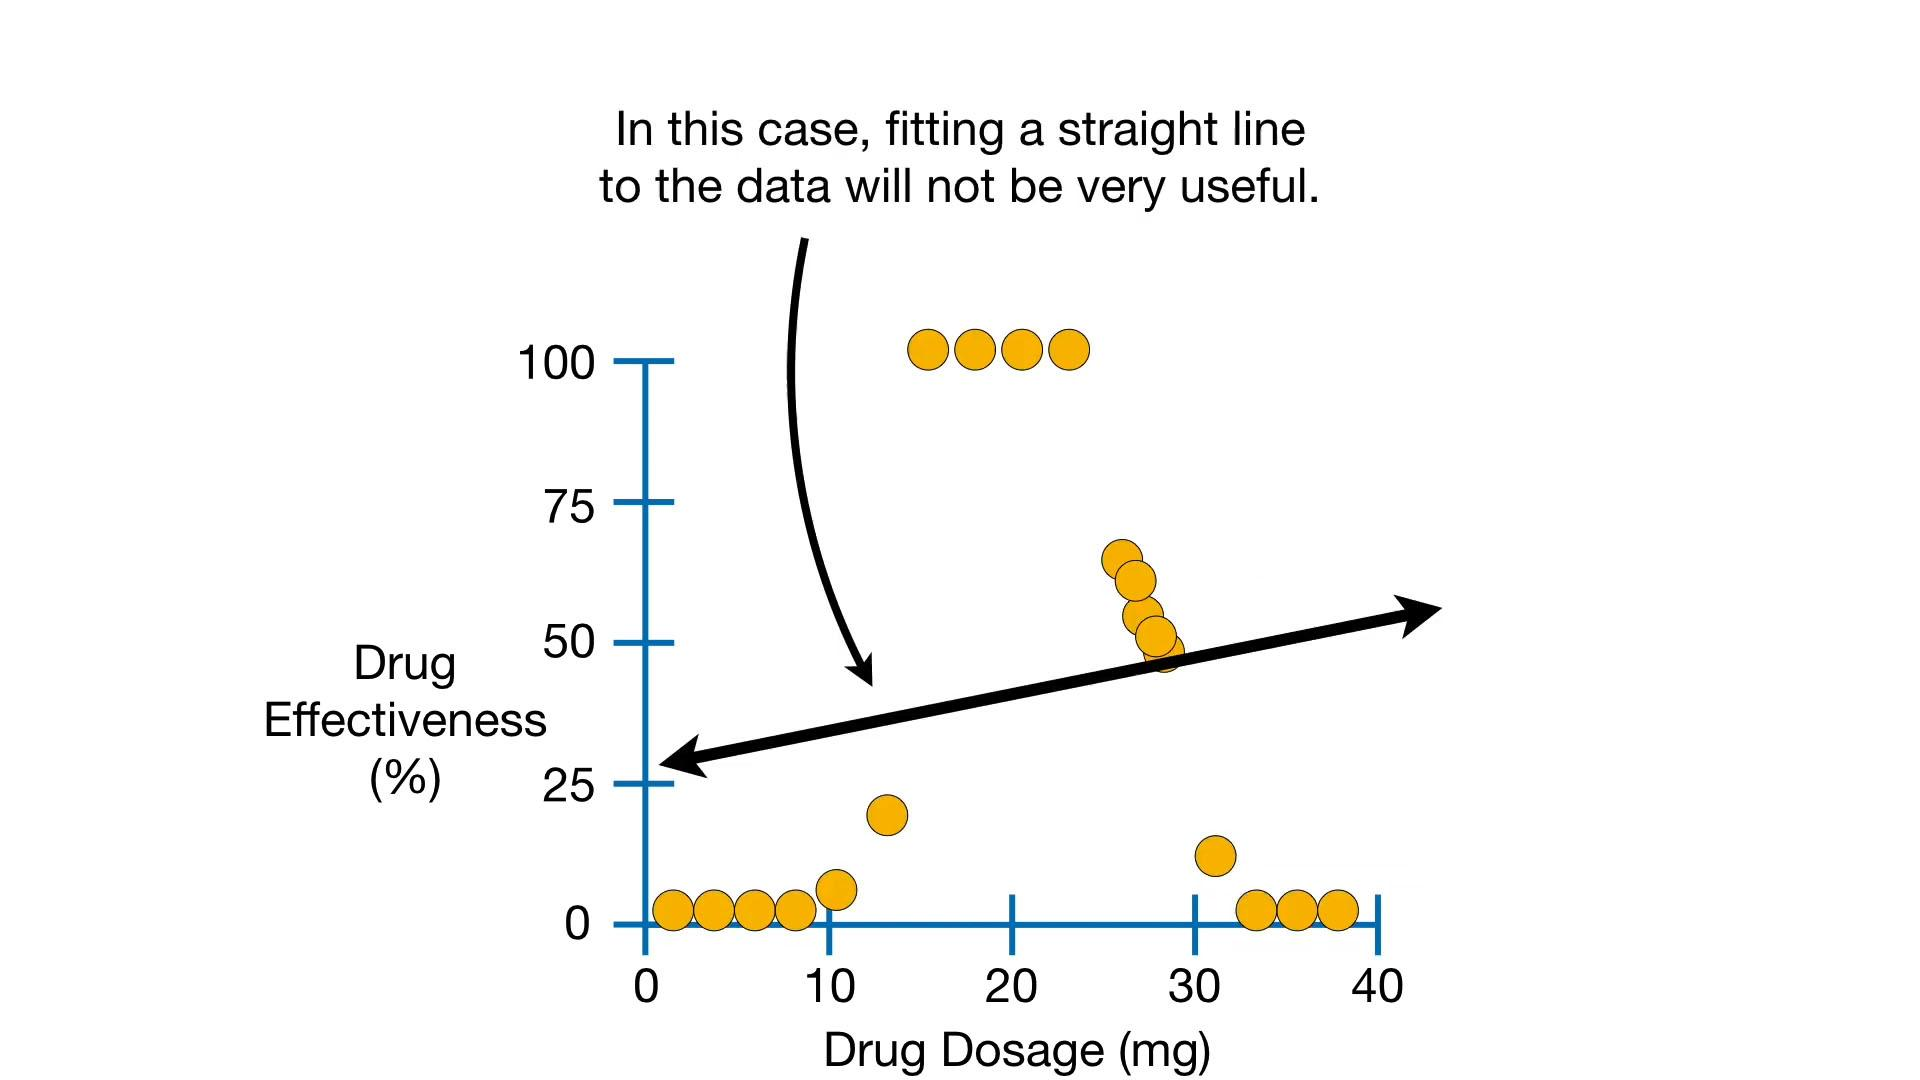 In this case, fitting a straight line
to the data will not be very useful.
100
75
50
25
0
Drug
Effectiveness
(%)
0 10 20 30 40
Drug Dosage (mg)